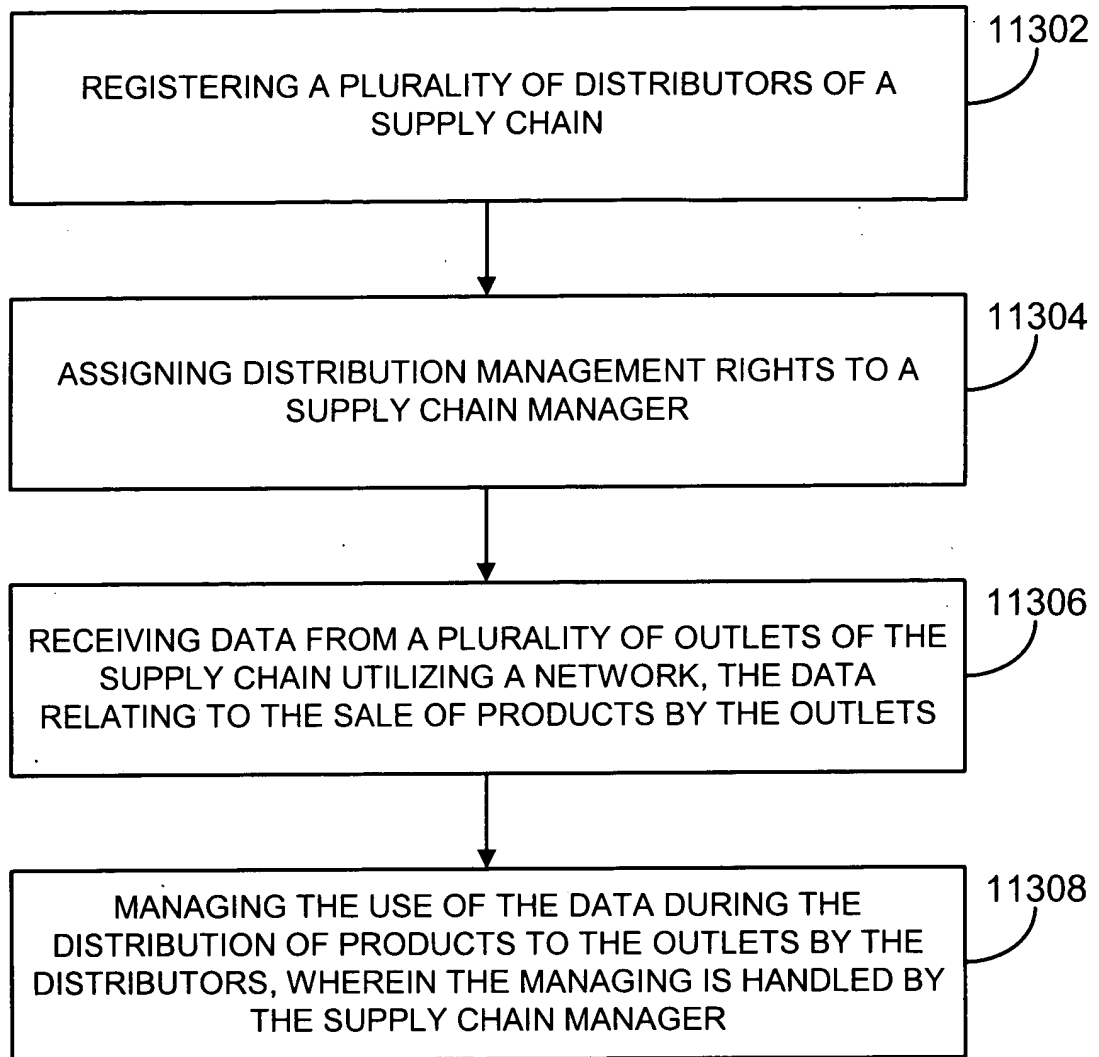 11302
REGISTERING A PLURALITY OF DISTRIBUTORS OF A
SUPPLY CHAIN
11304
ASSIGNING DISTRIBUTION MANAGEMENT RIGHTS TO A
SUPPLY CHAIN MANAGER
11306
RECEIVING DATA FROM A PLURALITY OF OUTLETS OF THE
SUPPLY CHAIN UTILIZING A NETWORK, THE DATA
RELATING TO THE SALE OF PRODUCTS BY THE OUTLETS
11308
MANAGING THE USE OF THE DATA DURING THE
DISTRIBUTION OF PRODUCTS TO THE OUTLETS BY THE
DISTRIBUTORS, WHEREIN THE MANAGING IS HANDLED BY
THE SUPPLY CHAIN MANAGER